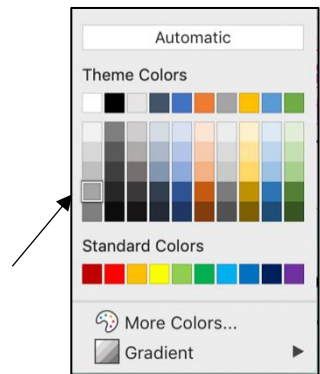 Automatic
Theme Colors
Standard Colors
More Colors...
Gradient